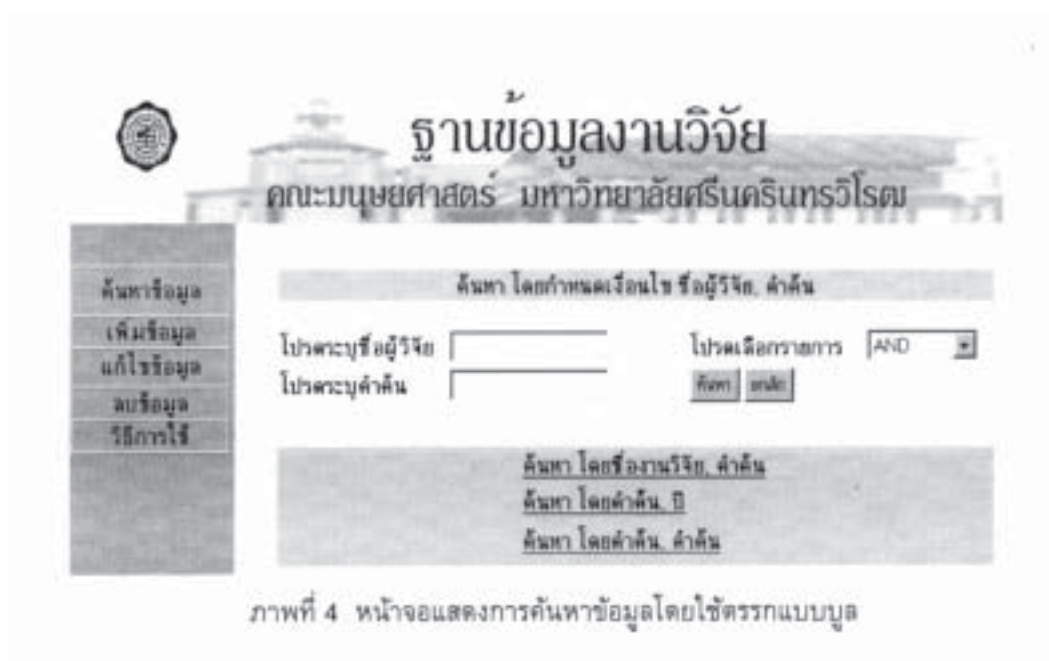 ฐานข้อมูลงานวิจัย
คณะมนุษย์ศาสตร์ มหาวิทยาลัยศรีนครินทรวิโรฒ
ค้นหาข้อมูล
เพิ่มข้อมูล
แก้ไขข้อมูล
ลบข้อมูล
วิธีการใช้
ค้นหา โดยกำหนดเงื่อนไข ชื่อผู้วิจัย, คำค้น
โปรดระบุชื่อผู้วิจัย
โปรดเลือกรายการ AND
โปรดระบุคำค้น
ค้นหา ยกเลิก
ค้นหา โดยชื่องานวิจัย, คำค้น
ค้นหา โดยคำค้น, ปี
ค้นหา โดยคำค้น, คำค้น
ภาพที่ 4 หน้าจอแสดงการค้นหาข้อมูลโดยใช้ตรรกแบบบูล